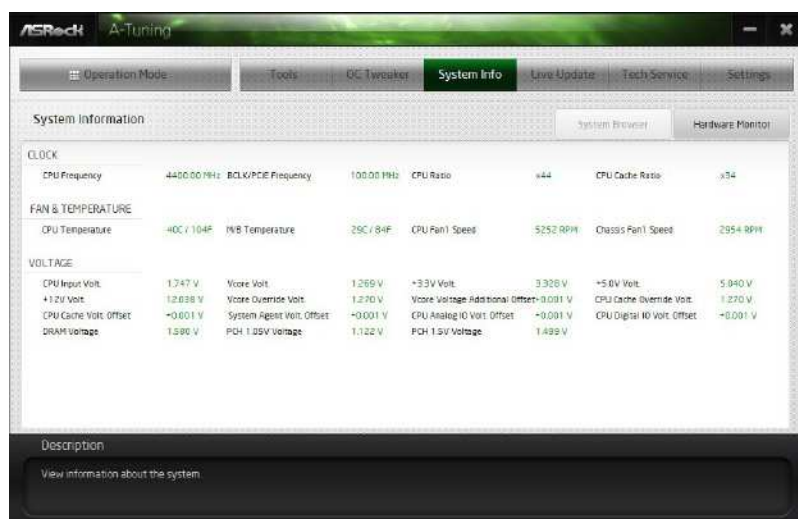 ASRock A-Tuning
Operation Mode Tools OC Tweaker System Info Live Update Tech Service Settings
System Information System Browser Hardware Monitor
CLOCK
CPU Frequency 4400.00 MHz BCLK/PCIE Frequency 100.00 MHz CPU Ratio x44 CPU Cache Ratio x34
FAN & TEMPERATURE
CPU Temperature 40C / 104F M/B Temperature 29C / 84F CPU Fan1 Speed 5252 RPM Chassis Fan1 Speed 2954 RPM
VOLTAGE
CPU Input Volt. 1.747 V Vcore Volt. 1.269 V +3.3V Volt. 3.328 V +5.0V Volt. 5.040 V
+12V Volt. 12.038 V Vcore Override Volt. 1.270 V Vcore Voltage Additional Offset +0.001 V CPU Cache Override Volt. 1.270 V
CPU Cache Volt. Offset +0.001 V System Agent Volt. Offset +0.001 V CPU Analog IO Volt. Offset +0.001 V CPU Digital IO Volt. Offset +0.001 V
DRAM Voltage 1.580 V PCH 1.05V Voltage 1.122 V PCH 1.5V Voltage 1.499 V
Description
View information about the system.